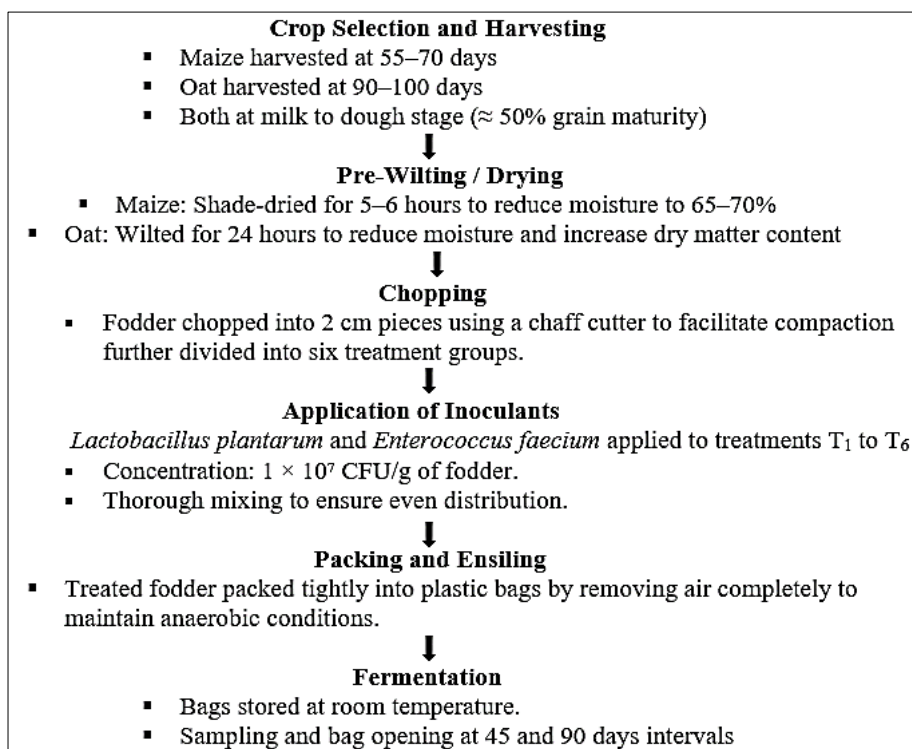 Crop Selection and Harvesting
▪ Maize harvested at 55–70 days
▪ Oat harvested at 90–100 days
▪ Both at milk to dough stage (≈ 50% grain maturity)
Pre-Wilting / Drying
▪ Maize: Shade-dried for 5–6 hours to reduce moisture to 65–70%
▪ Oat: Wilted for 24 hours to reduce moisture and increase dry matter content
Chopping
▪ Fodder chopped into 2 cm pieces using a chaff cutter to facilitate compaction
further divided into six treatment groups.
Application of Inoculants
Lactobacillus plantarum and Enterococcus faecium applied to treatments T₁ to T₆
▪ Concentration: 1 × 10⁷ CFU/g of fodder.
▪ Thorough mixing to ensure even distribution.
Packing and Ensiling
▪ Treated fodder packed tightly into plastic bags by removing air completely to
maintain anaerobic conditions.
Fermentation
▪ Bags stored at room temperature.
▪ Sampling and bag opening at 45 and 90 days intervals